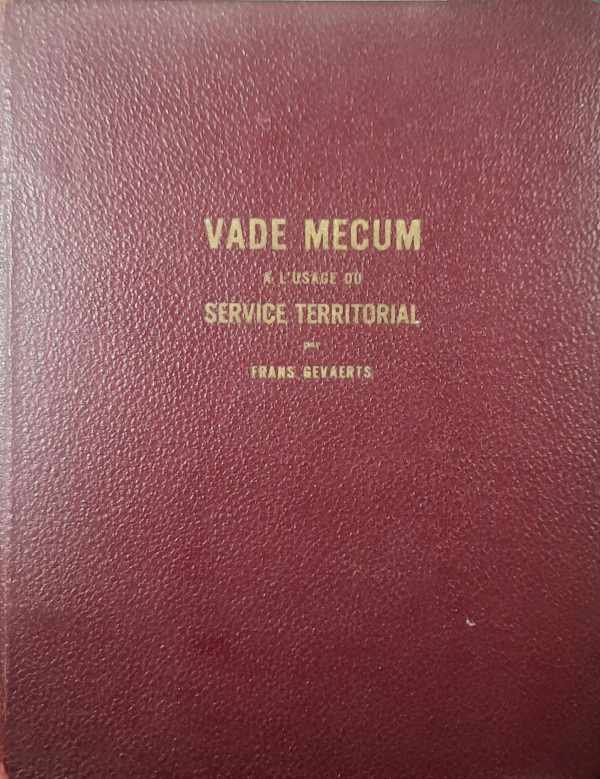 VADE MECUM
A L'USAGE DU
SERVICE TERRITORIAL
par
FRANS GEVAERTS